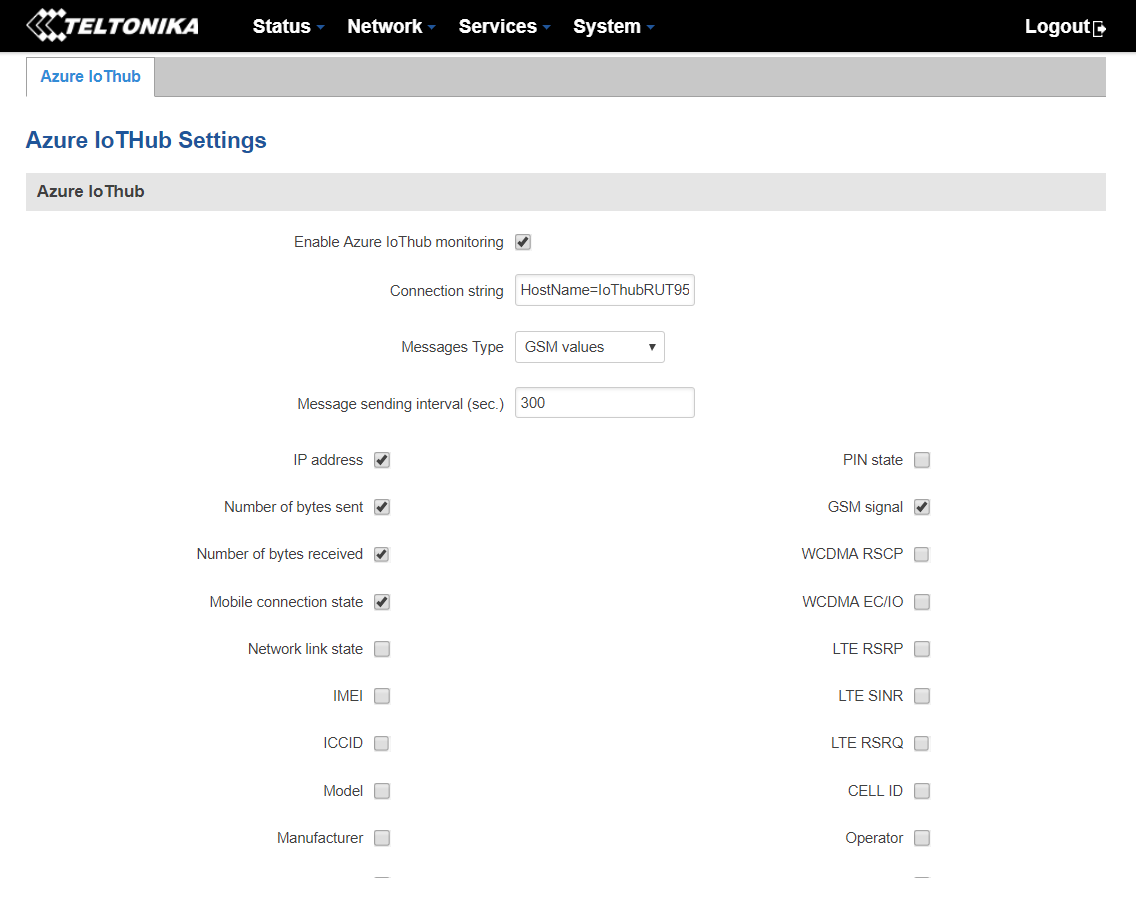 TELTONIKA Status Network Services System Logout
Azure IoThub
Azure IoTHub Settings
Azure IoThub
Enable Azure IoThub monitoring
Connection string HostName=IoThubRUT95
Messages Type GSM values
Message sending interval (sec.) 300
IP address PIN state
Number of bytes sent GSM signal
Number of bytes received WCDMA RSCP
Mobile connection state WCDMA EC/IO
Network link state LTE RSRP
IMEI LTE SINR
ICCID LTE RSRQ
Model CELL ID
Manufacturer Operator